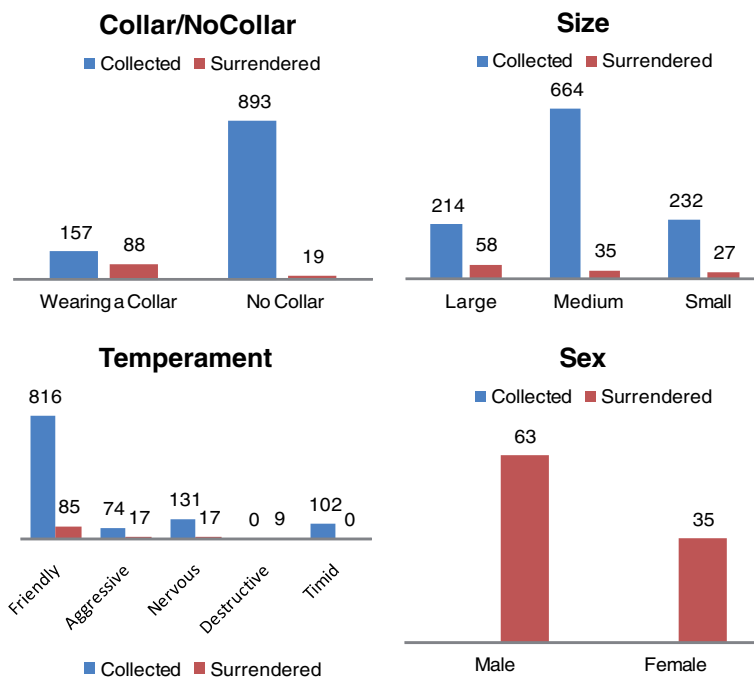 Collar/NoCollar
Collected Surrendered
893
157
88
19
Wearing a Collar No Collar
Size
Collected Surrendered
664
214
232
58
35
27
Large Medium Small
Temperament
816
85
74
17
131
17
0
9
102
0
Friendly
Aggressive
Nervous
Destructive
Timid
Collected Surrendered
Sex
Collected Surrendered
63
35
Male Female